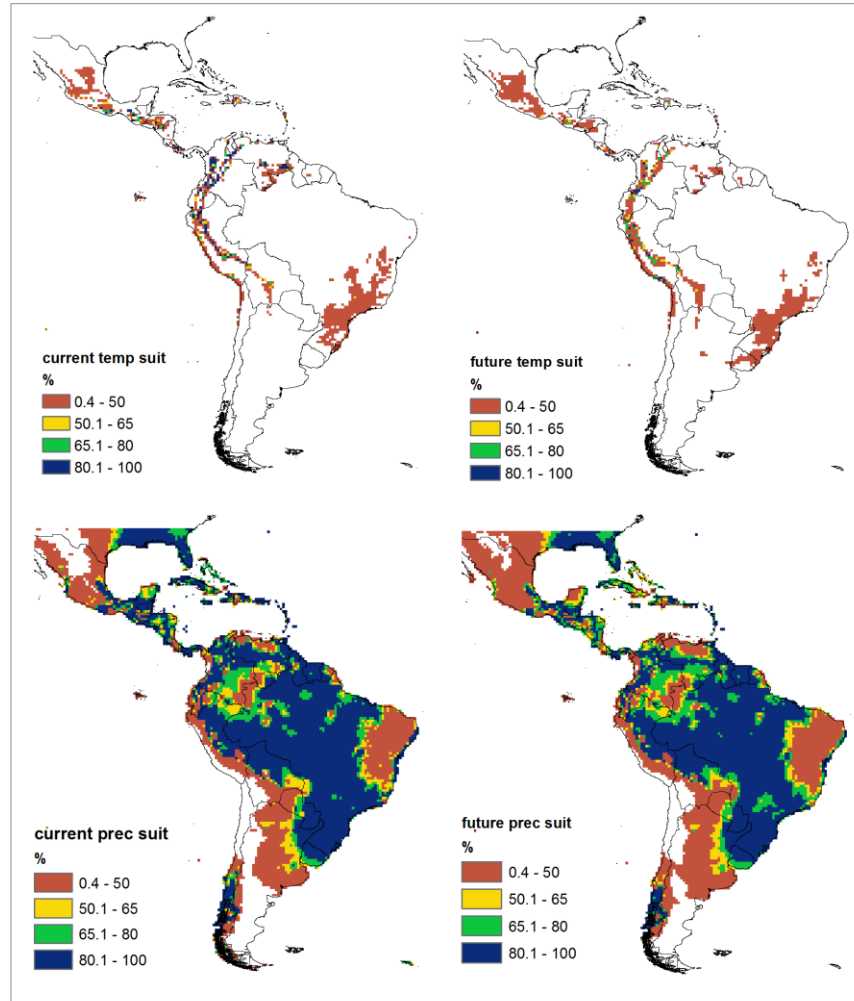 current temp suit
%
0.4 - 50
50.1 - 65
65.1 - 80
80.1 - 100
future temp suit
%
0.4 - 50
50.1 - 65
65.1 - 80
80.1 - 100
current prec suit
%
0.4 - 50
50.1 - 65
65.1 - 80
80.1 - 100
future prec suit
%
0.4 - 50
50.1 - 65
65.1 - 80
80.1 - 100